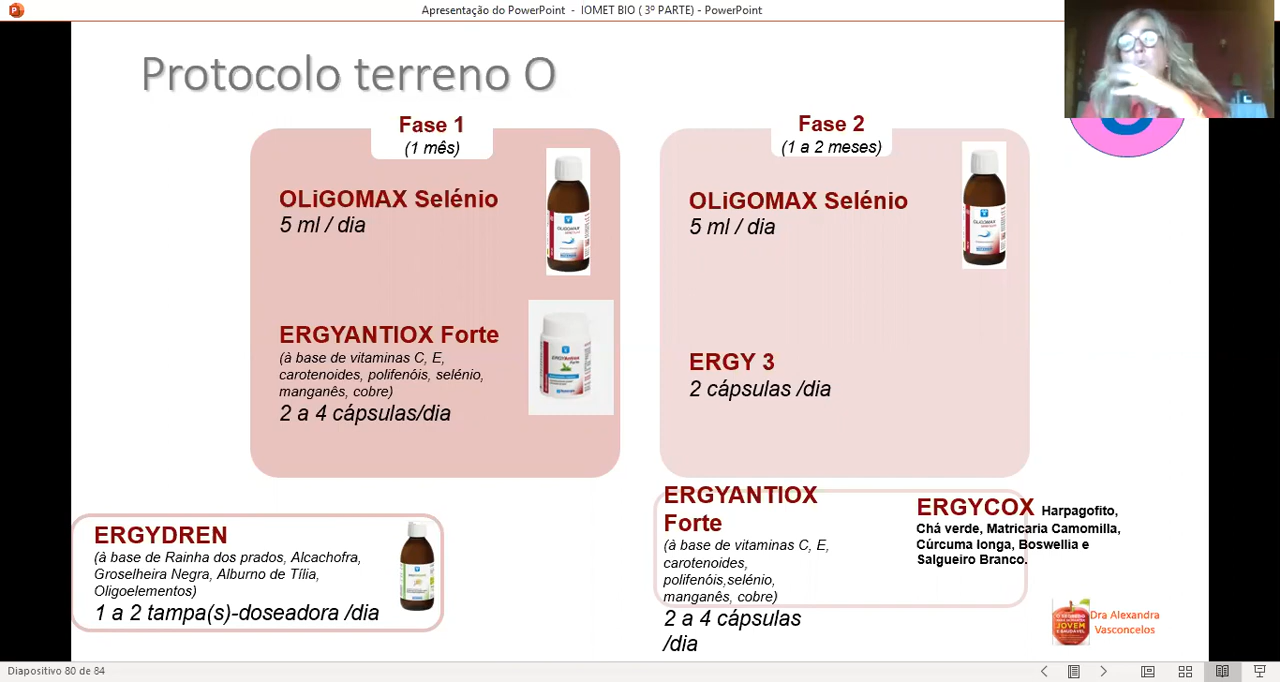 Apresentação do PowerPoint - IOMET BIO ( 3º PARTE) - PowerPoint
Protocolo terreno O
Fase 1
(1 mês)
OLiGOMAX Selénio
5 ml / dia
OLIGOMAX
ERGYANTIOX Forte
(à base de vitaminas C, E,
carotenoides, polifenóis, selénio,
manganês, cobre)
2 a 4 cápsulas/dia
Fase 2
(1 a 2 meses)
OLiGOMAX Selénio
5 ml / dia
OLIGOMAX
ERGY 3
2 cápsulas /dia
ERGYDREN
(à base de Rainha dos prados, Alcachofra,
Groselheira Negra, Alburno de Tília,
Oligoelementos)
1 a 2 tampa(s)-doseadora /dia
ERGYANTIOX
Forte
(à base de vitaminas C, E,
carotenoides,
polifenóis,selénio,
manganês, cobre)
2 a 4 cápsulas
/dia
ERGYCOX Harpagofito,
Chá verde, Matricaria Camomilla,
Cúrcuma longa, Boswellia e
Salgueiro Branco.
JOVEM
Dra Alexandra
Vasconcelos
Diapositivo 80 de 84